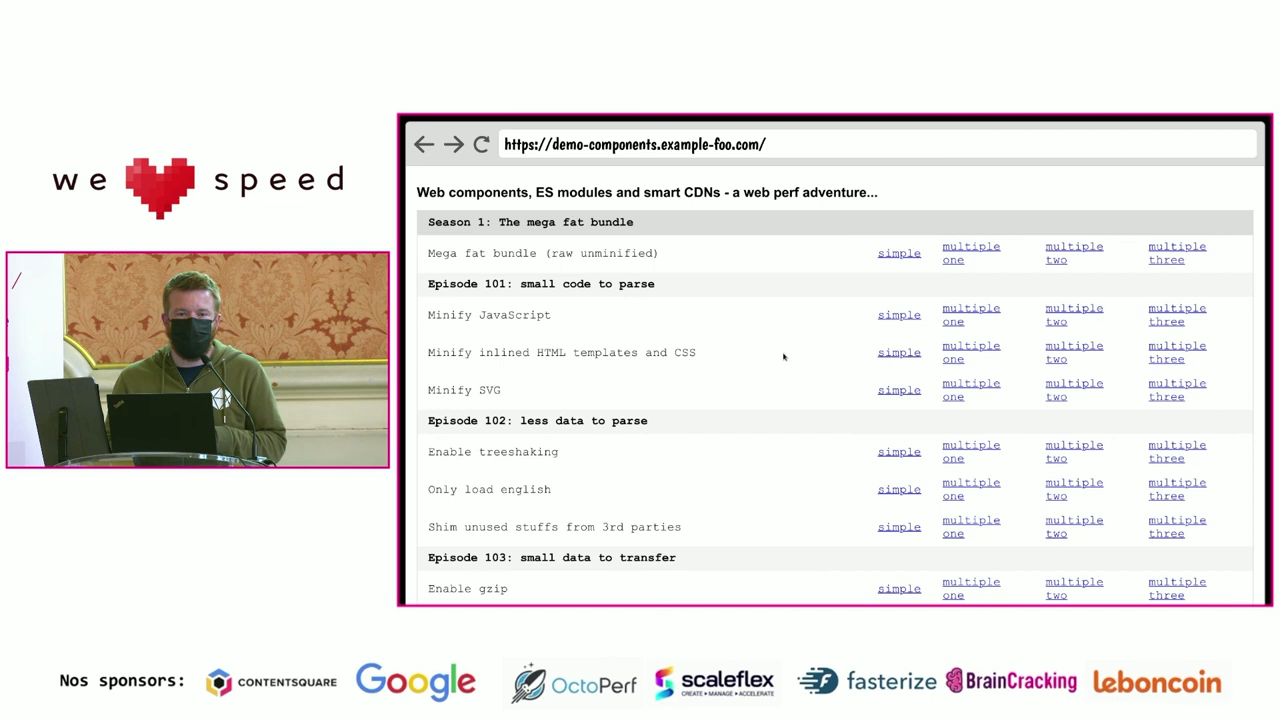 we speed
https://demo-components.example-foo.com/
Web components, ES modules and smart CDNs - a web perf adventure...
Season 1: The mega fat bundle
Mega fat bundle (raw unminified) simple multiple one multiple two multiple three
Episode 101: small code to parse
Minify JavaScript simple multiple one multiple two multiple three
Minify inlined HTML templates and CSS simple multiple one multiple two multiple three
Minify SVG simple multiple one multiple two multiple three
Episode 102: less data to parse
Enable treeshaking simple multiple one multiple two multiple three
Only load english simple multiple one multiple two multiple three
Shim unused stuffs from 3rd parties simple multiple one multiple two multiple three
Episode 103: small data to transfer
Enable gzip simple multiple one multiple two multiple three
Nos sponsors: CONTENTSQUARE Google OctoPerf scaleflex CREATE • MANAGE • ACCELERATE fasterize BrainCracking leboncoin